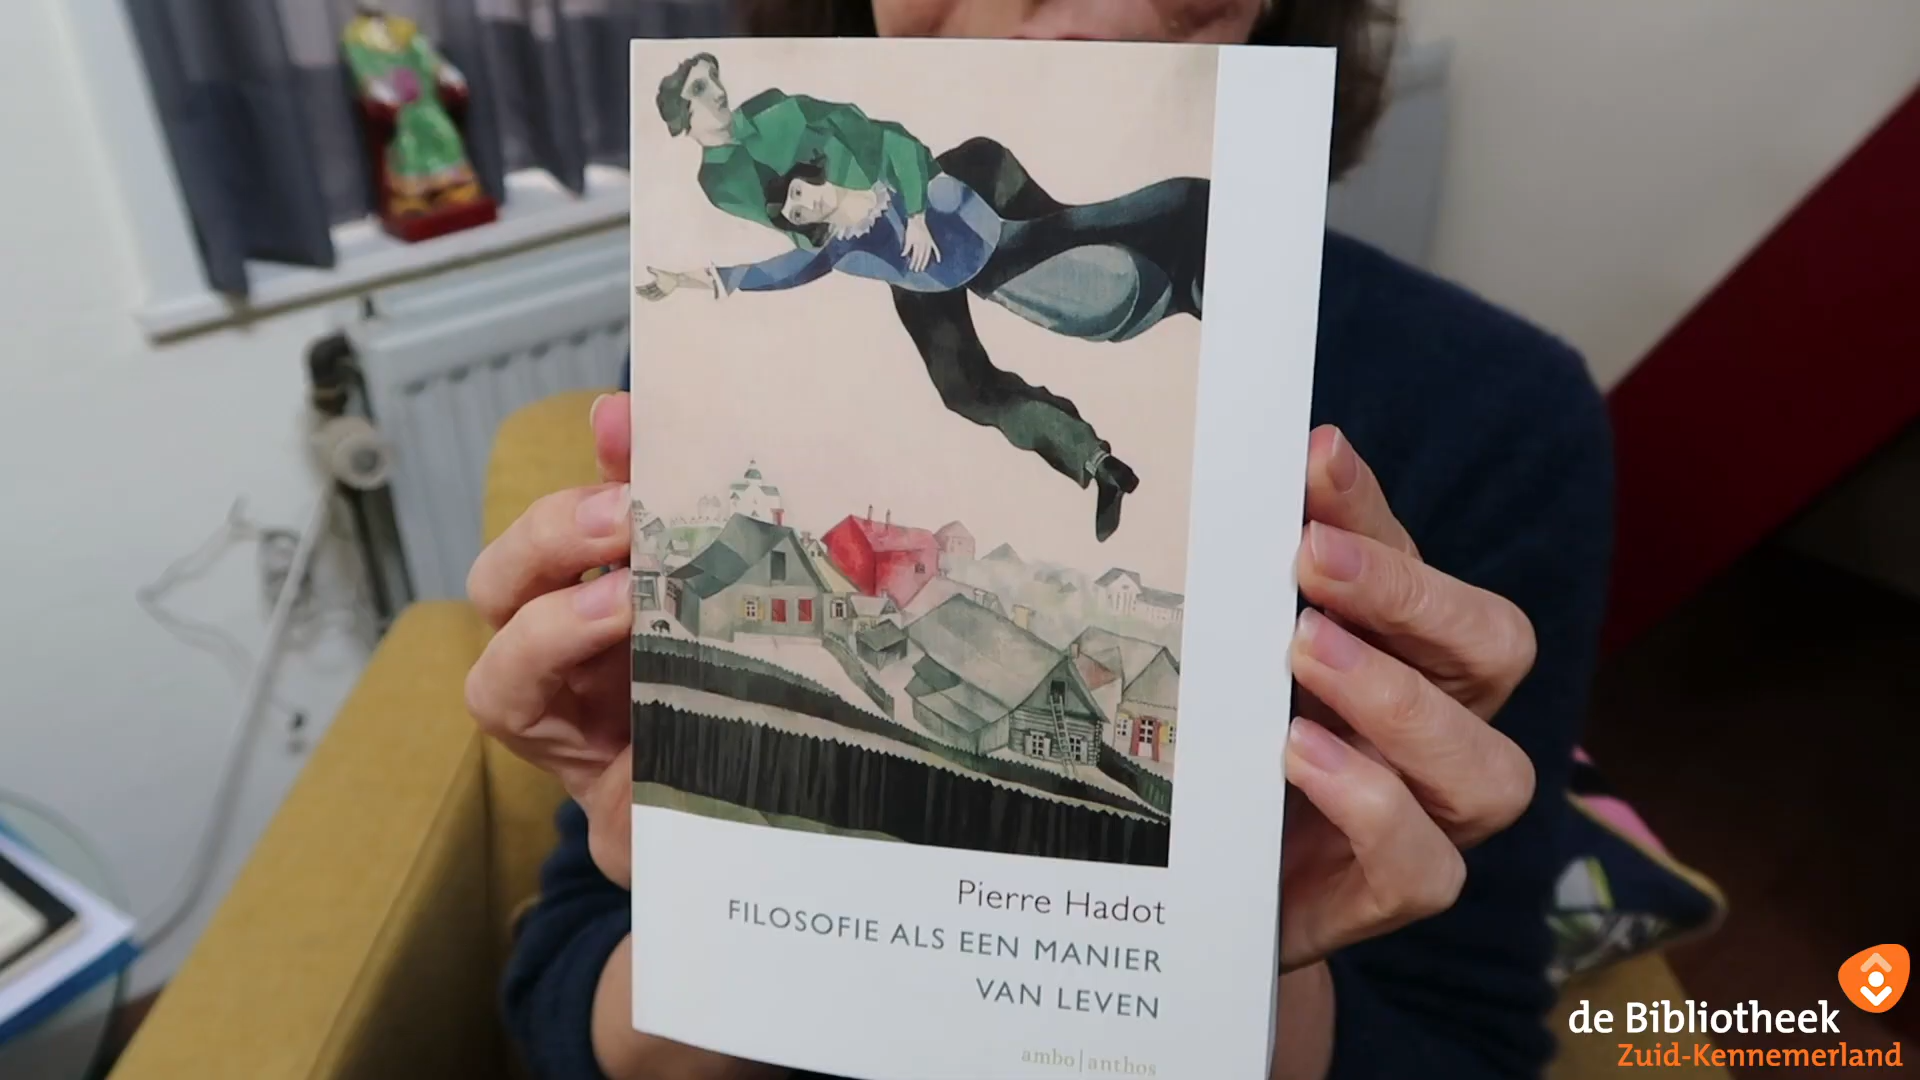 Pierre Hadot
FILOSOFIE ALS EEN MANIER
VAN LEVEN
ambo|anthos
de Bibliotheek
Zuid-Kennemerland